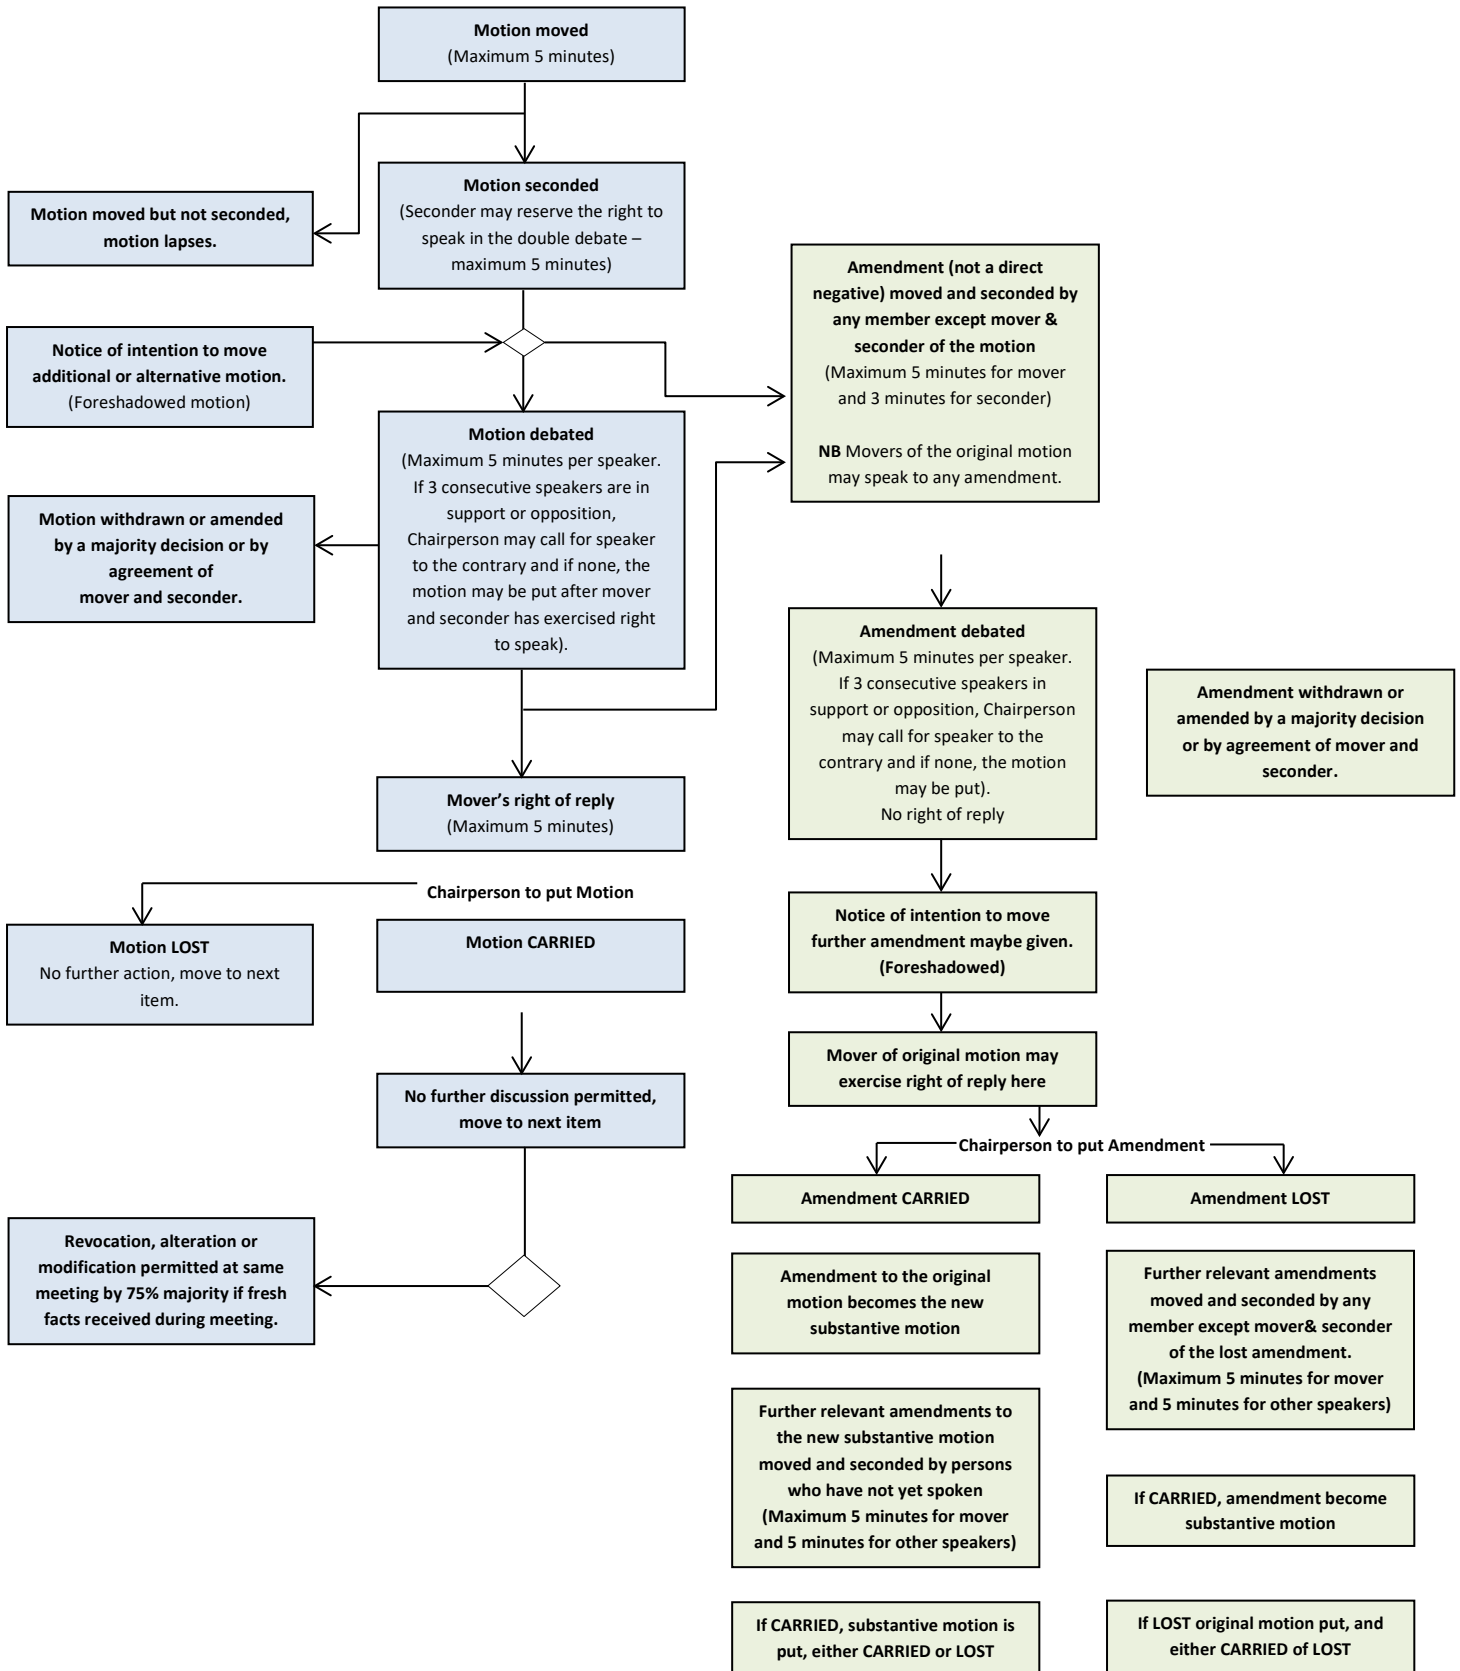 Motion moved
(Maximum 5 minutes)
Motion seconded
(Seconder may reserve the right to
speak in the double debate –
maximum 5 minutes)
Motion moved but not seconded,
motion lapses.
Notice of intention to move
additional or alternative motion.
(Foreshadowed motion)
Motion debated
(Maximum 5 minutes per speaker.
If 3 consecutive speakers are in
support or opposition,
Chairperson may call for speaker
to the contrary and if none, the
motion may be put after mover
and seconder has exercised right
to speak).
Motion withdrawn or amended
by a majority decision or by
agreement of
mover and seconder.
Mover’s right of reply
(Maximum 5 minutes)
Chairperson to put Motion
Motion LOST
No further action, move to next
item.
Motion CARRIED
No further discussion permitted,
move to next item
Revocation, alteration or
modification permitted at same
meeting by 75% majority if fresh
facts received during meeting.
Amendment (not a direct
negative) moved and seconded by
any member except mover &
seconder of the motion
(Maximum 5 minutes for mover
and 3 minutes for seconder)
NB Movers of the original motion
may speak to any amendment.
Amendment debated
(Maximum 5 minutes per speaker.
If 3 consecutive speakers in
support or opposition, Chairperson
may call for speaker to the
contrary and if none, the motion
may be put).
No right of reply
Amendment withdrawn or
amended by a majority decision
or by agreement of mover and
seconder.
Notice of intention to move
further amendment maybe given.
(Foreshadowed)
Mover of original motion may
exercise right of reply here
Chairperson to put Amendment
Amendment CARRIED
Amendment to the original
motion becomes the new
substantive motion
Further relevant amendments to
the new substantive motion
moved and seconded by persons
who have not yet spoken
(Maximum 5 minutes for mover
and 5 minutes for other speakers)
If CARRIED, substantive motion is
put, either CARRIED or LOST
Amendment LOST
Further relevant amendments
moved and seconded by any
member except mover& seconder
of the lost amendment.
(Maximum 5 minutes for mover
and 5 minutes for other speakers)
If CARRIED, amendment become
substantive motion
If LOST original motion put, and
either CARRIED of LOST